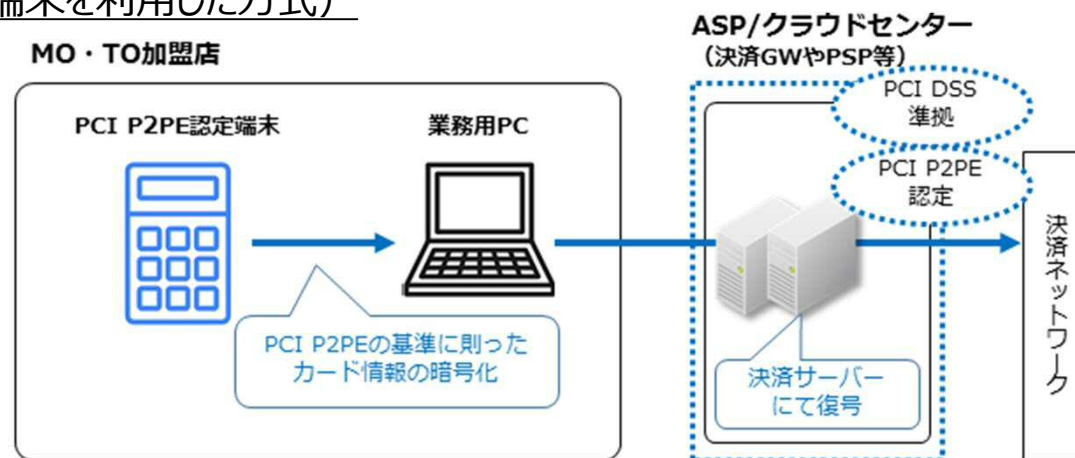 端末を利用した方式）
MO・TO加盟店
ASP/クラウドセンター
（決済GWやPSP等）
PCI P2PE認定端末
業務用PC
PCI DSS
準拠
PCI P2PE
認定
PCI P2PEの基準に則った
カード情報の暗号化
決済サーバー
にて復号
決済ネットワーク